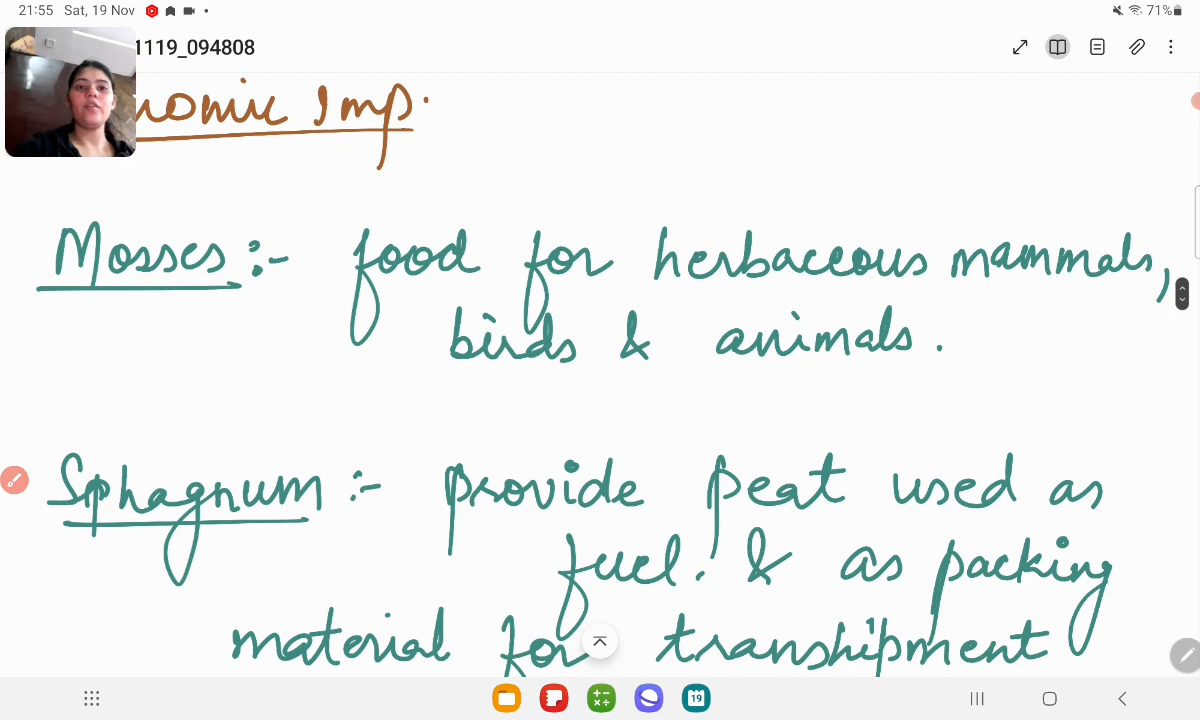 21:55 Sat, 19 Nov
71%
1119_094808
nomic Imp.
Mosses :- food for herbaceous mammals,
birds & animals.
Sphagnum :- provide peat used as
fuel. & as packing
material for transhipment
19